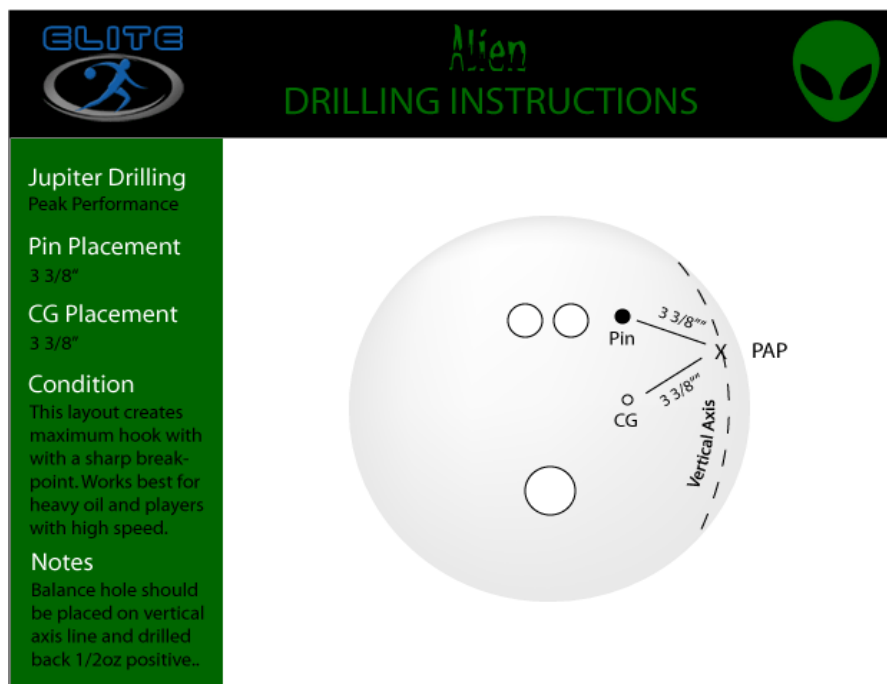 ELITE
Alien
DRILLING INSTRUCTIONS
Jupiter Drilling
Peak Performance
Pin Placement
3 3/8”
CG Placement
3 3/8”
Condition
This layout creates
maximum hook with
with a sharp break-
point. Works best for
heavy oil and players
with high speed.
Notes
Balance hole should
be placed on vertical
axis line and drilled
back 1/2oz positive..
3 3/8””
Pin
X
PAP
3 3/8””
CG
Vertical Axis